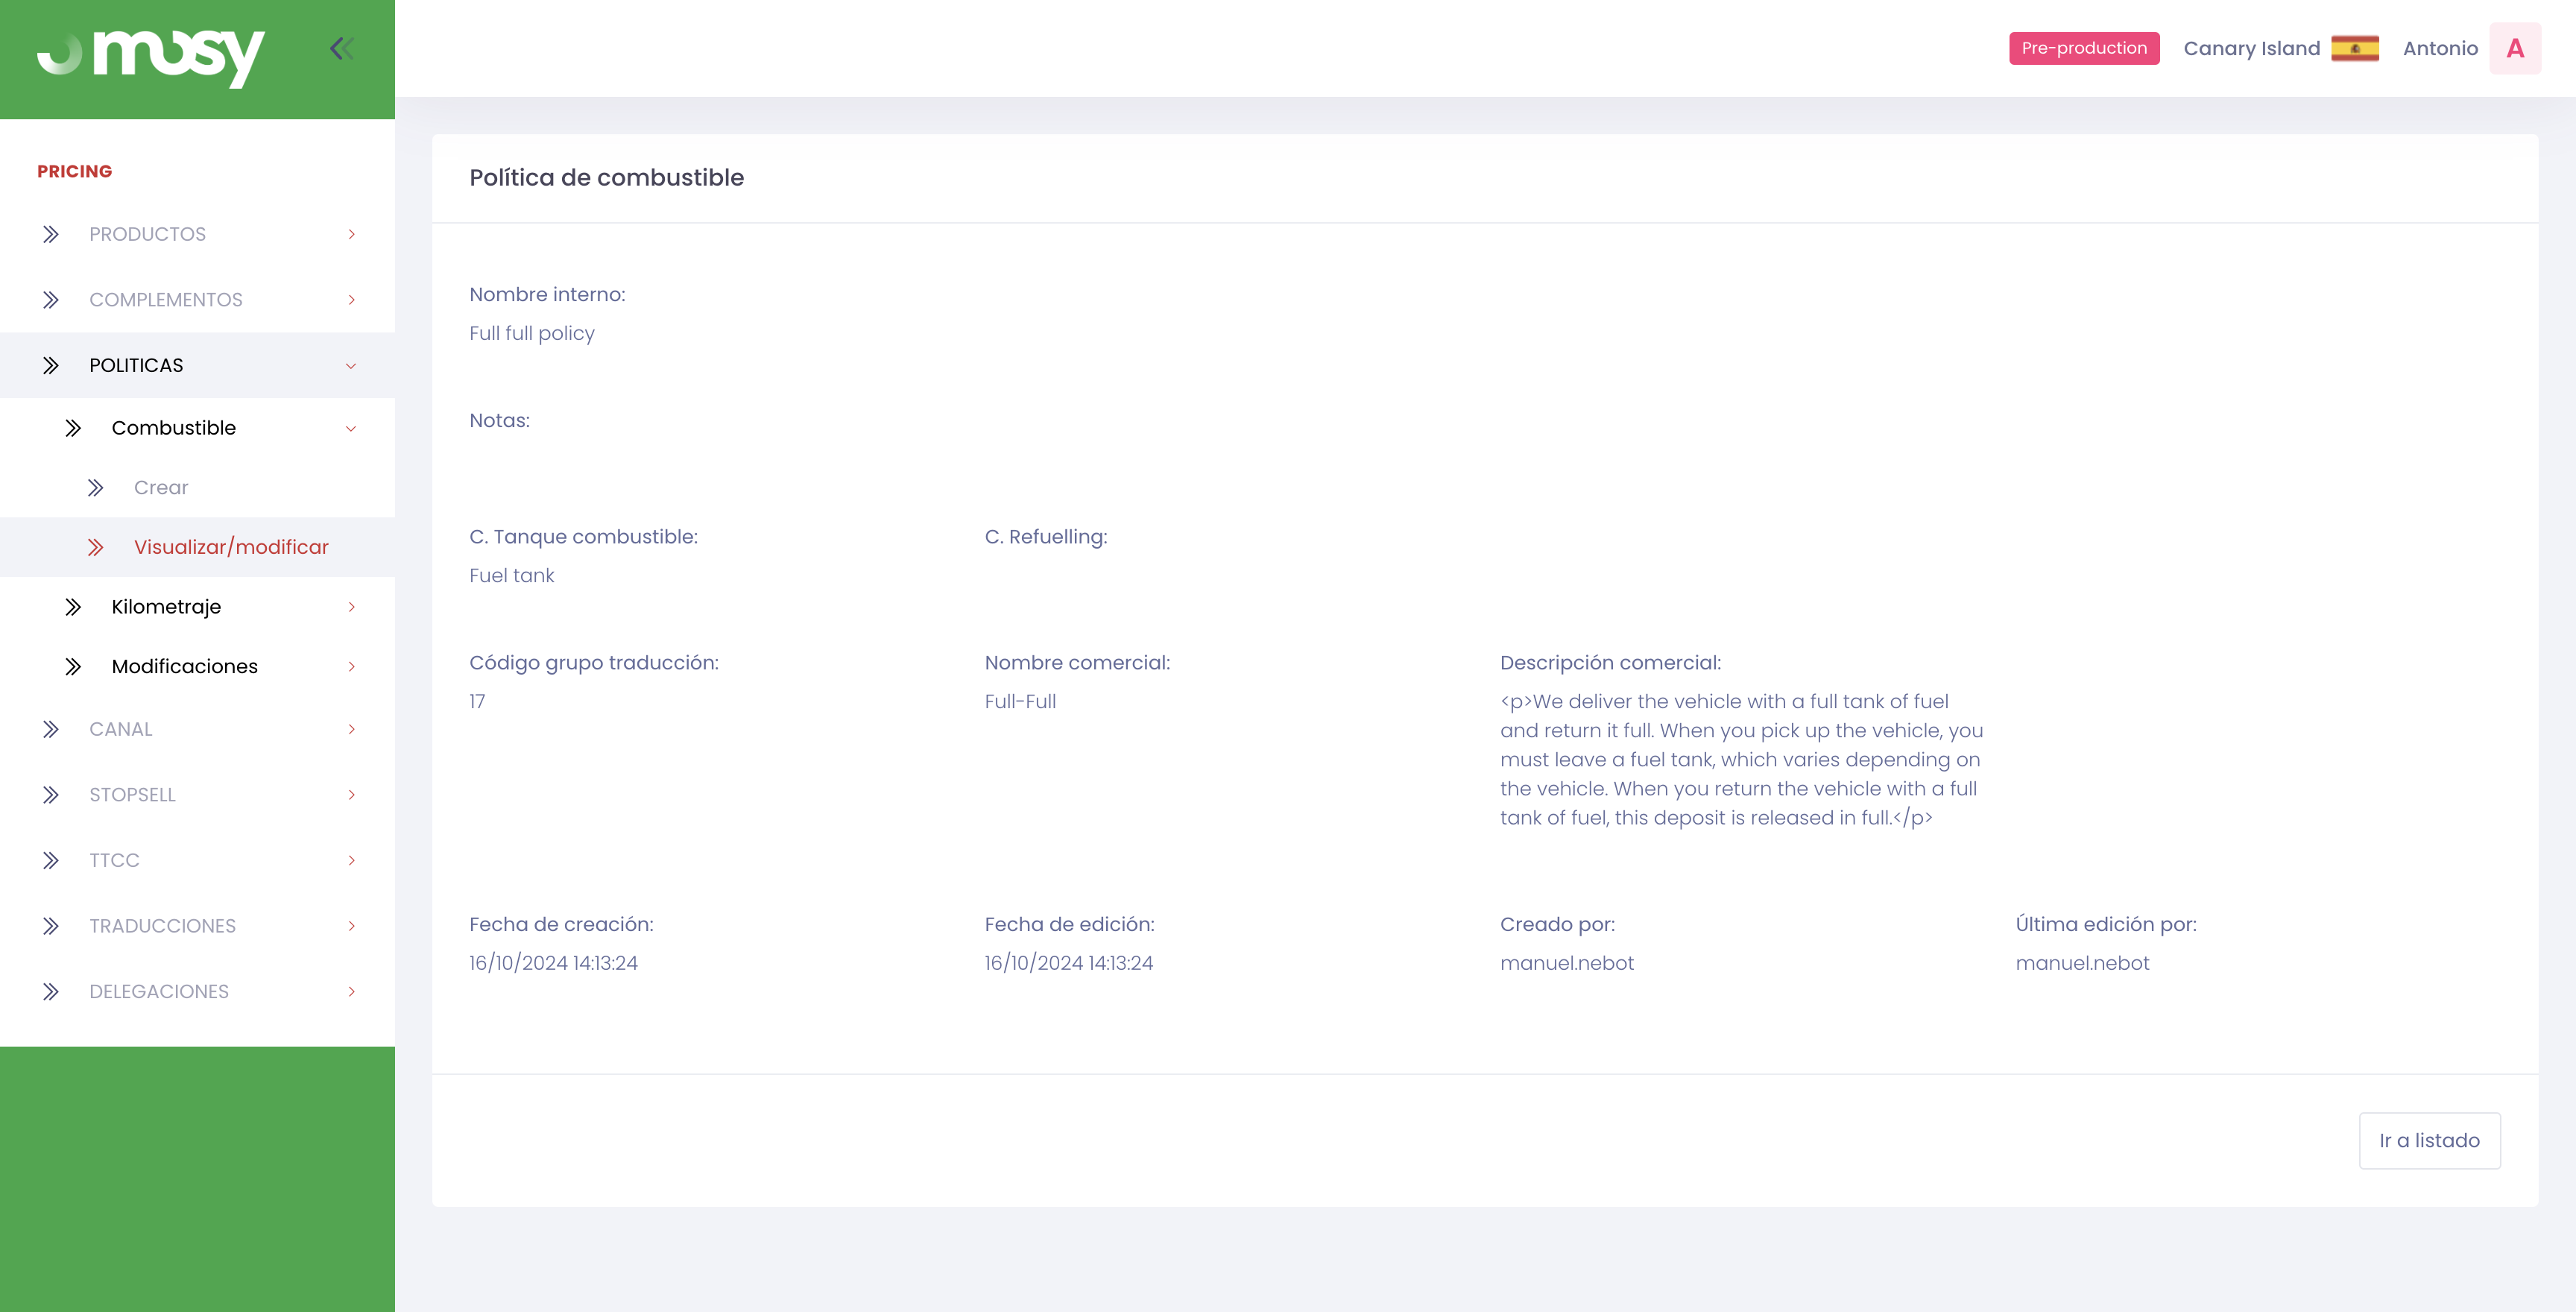 mosy
Pre-production
Canary Island
Antonio
A
PRICING
PRODUCTOS
COMPLEMENTOS
POLITICAS
Combustible
Crear
Visualizar/modificar
Kilometraje
Modificaciones
CANAL
STOPSELL
TTCC
TRADUCCIONES
DELEGACIONES
Política de combustible
Nombre interno:
Full full policy
Notas:
C. Tanque combustible:
Fuel tank
C. Refuelling:
Código grupo traducción:
17
Nombre comercial:
Full-Full
Descripción comercial:
<p>We deliver the vehicle with a full tank of fuel
and return it full. When you pick up the vehicle, you
must leave a fuel tank, which varies depending on
the vehicle. When you return the vehicle with a full
tank of fuel, this deposit is released in full.</p>
Fecha de creación:
16/10/2024 14:13:24
Fecha de edición:
16/10/2024 14:13:24
Creado por:
manuel.nebot
Última edición por:
manuel.nebot
Ir a listado